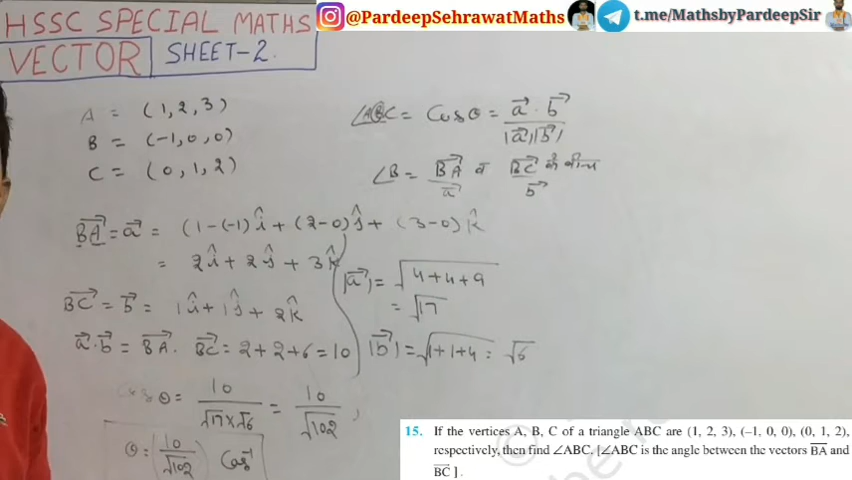 HSSC SPECIAL MATHS
VECTOR SHEET-2.
@PardeepSehrawatMaths
t.me/MathsbyPardeepSir
A = (1, 2, 3)
B = (-1, 0, 0)
C = (0, 1, 2)
∠ABC = Cosθ = a⃗ · b⃗ / |a⃗||b⃗|
∠B = BA⃗ व BC⃗ के बीच
a⃗ b⃗
BA⃗ = a⃗ = (1-(-1))î + (2-0)ĵ + (3-0)k̂
= 2î + 2ĵ + 3k̂
|a⃗| = √4+4+9
= √17
BC⃗ = b⃗ = 1î + 1ĵ + 2k̂
a⃗·b⃗ = BA⃗. BC⃗ = 2+2+6 = 10
|b⃗| = √1+1+4 = √6
Cosθ = 10/√17×√6 = 10/√102,
θ = (10/√102) Cos⁻¹
15. If the vertices A, B, C of a triangle ABC are (1, 2, 3), (–1, 0, 0), (0, 1, 2),
respectively, then find ∠ABC. [∠ABC is the angle between the vectors BA and
BC ].